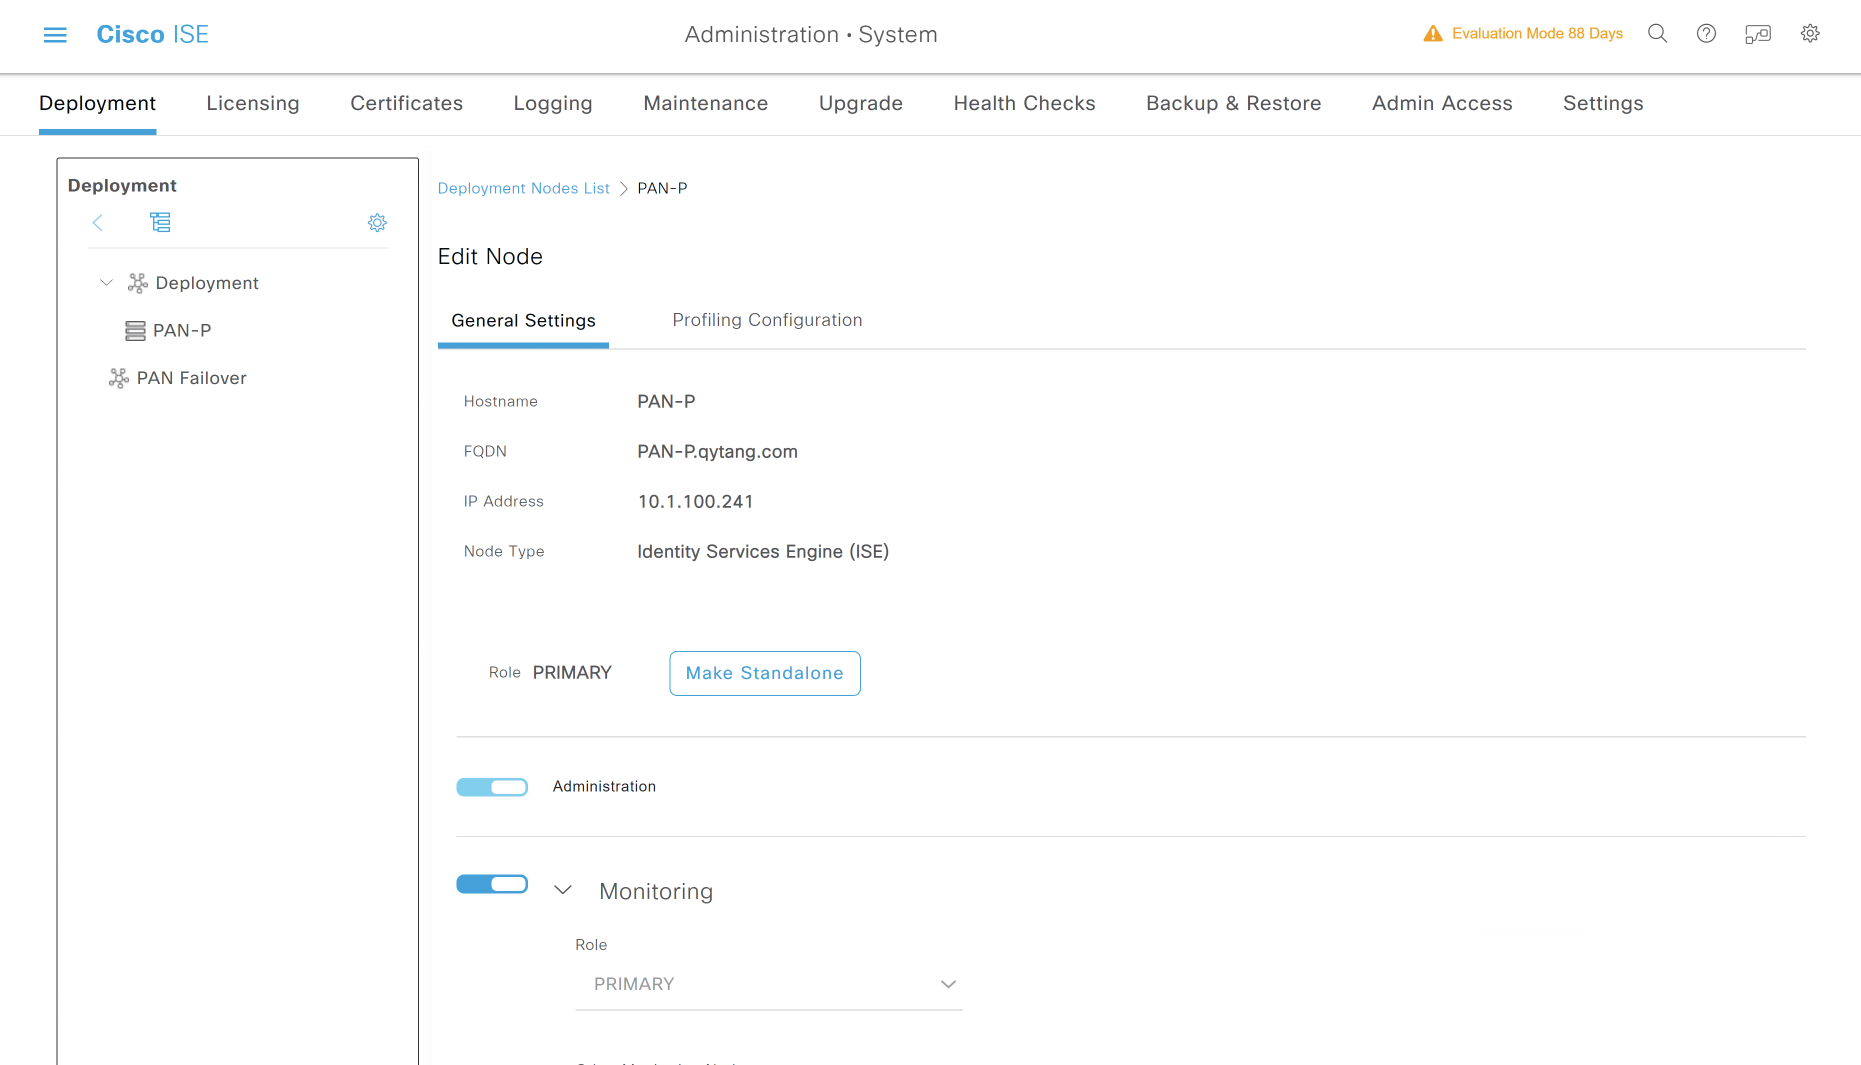 Cisco ISE
Administration • System
Evaluation Mode 88 Days
Deployment
Licensing
Certificates
Logging
Maintenance
Upgrade
Health Checks
Backup & Restore
Admin Access
Settings
Deployment
Deployment
PAN-P
PAN Failover
Deployment Nodes List > PAN-P
Edit Node
General Settings
Profiling Configuration
Hostname PAN-P
FQDN PAN-P.qytang.com
IP Address 10.1.100.241
Node Type Identity Services Engine (ISE)
Role PRIMARY
Make Standalone
Administration
Monitoring
Role
PRIMARY